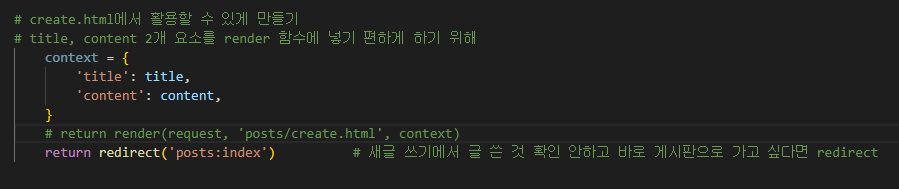 # create.html에서 활용할 수 있게 만들기
# title, content 2개 요소를 render 함수에 넣기 편하게 하기 위해
    context = {
        'title': title,
        'content': content,
    }
    # return render(request, 'posts/create.html', context)
    return redirect('posts:index')          # 새글 쓰기에서 글 쓴 것 확인 안하고 바로 게시판으로 가고 싶다면 redirect